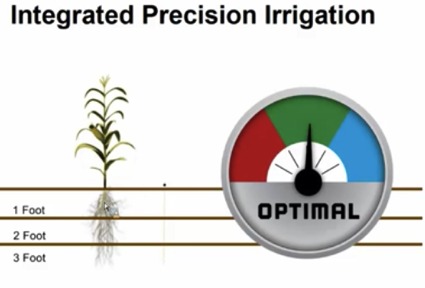 Integrated Precision Irrigation
OPTIMAL
1 Foot
2 Foot
3 Foot